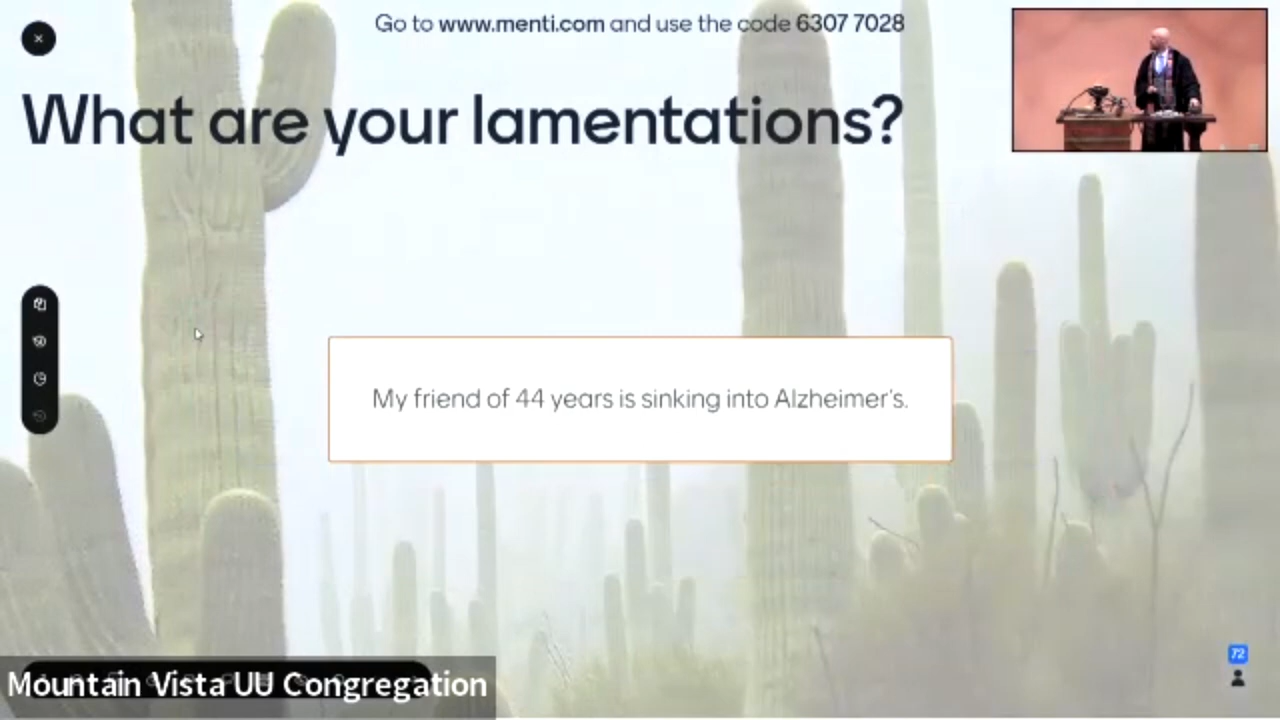 Go to www.menti.com and use the code 6307 7028
What are your lamentations?
My friend of 44 years is sinking into Alzheimer's.
72
Mountain Vista UU Congregation